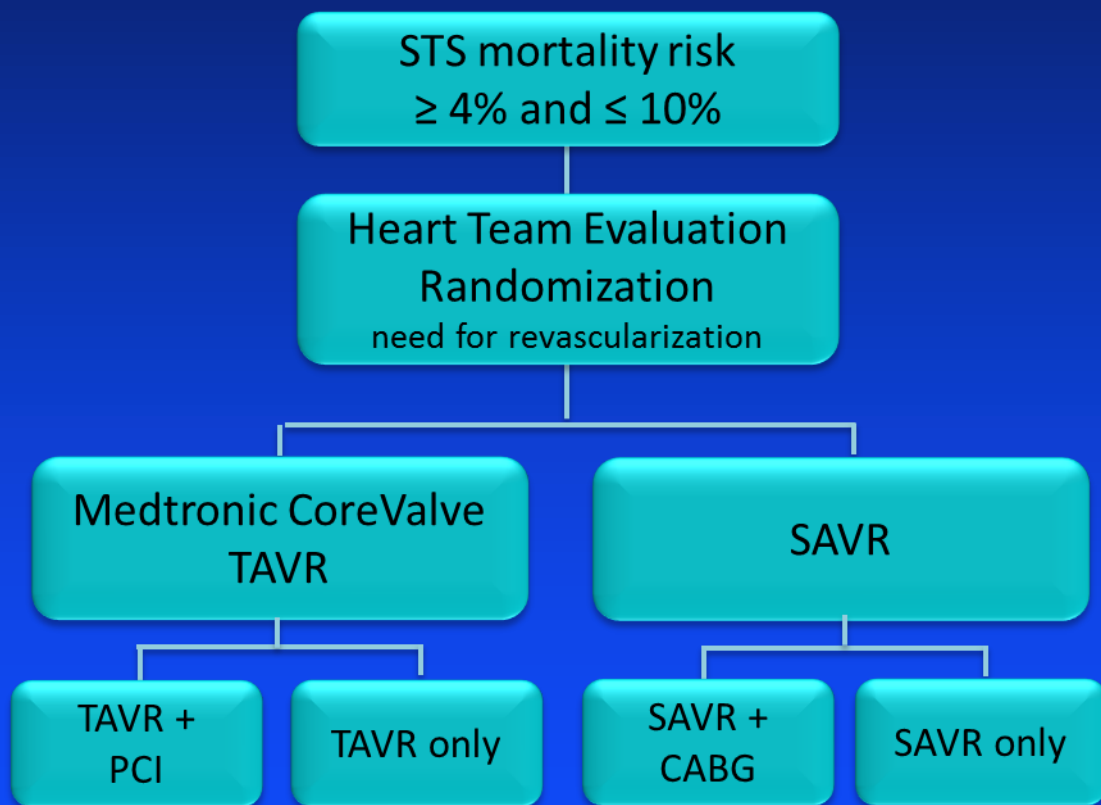 STS mortality risk
≥ 4% and ≤ 10%
Heart Team Evaluation
Randomization
need for revascularization
Medtronic CoreValve
TAVR
SAVR
TAVR +
PCI
TAVR only
SAVR +
CABG
SAVR only